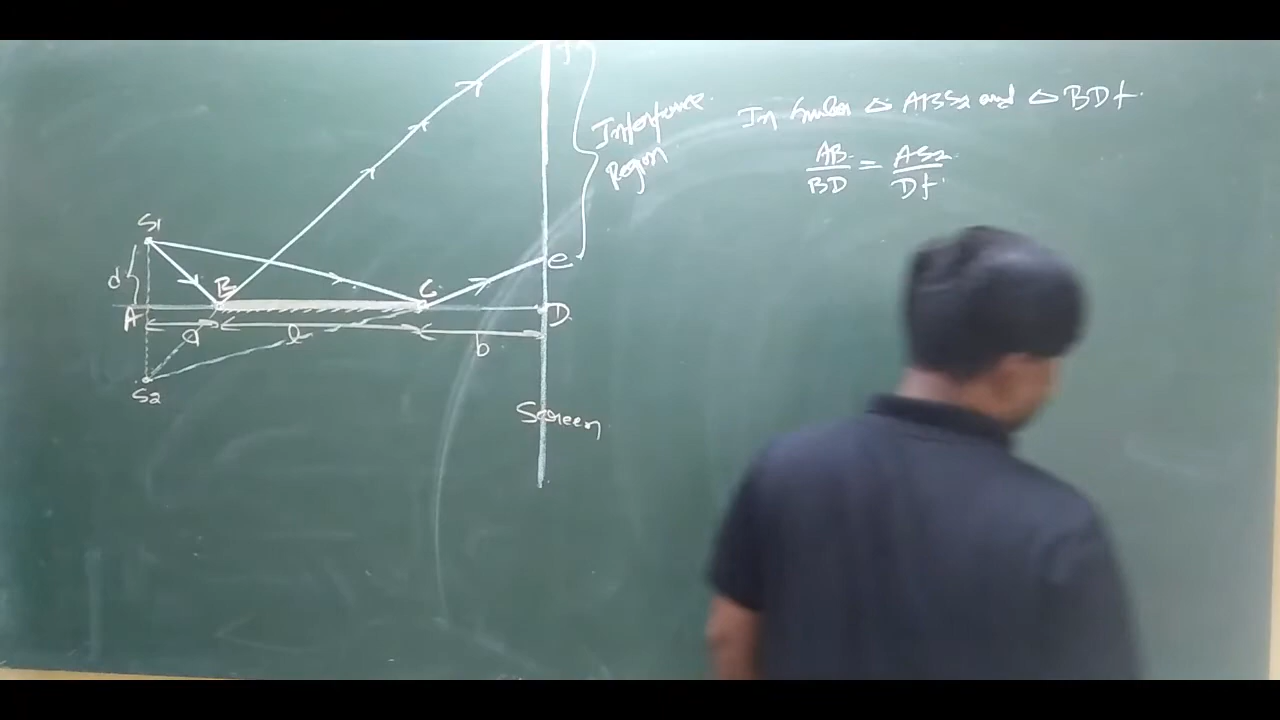 In Similar △ ABS2 and △ BDf.
AB/BD = AS2/Df.
Interference
Region
f
S1
d
B
C
e
A
D
a
l
b
S2
Screen